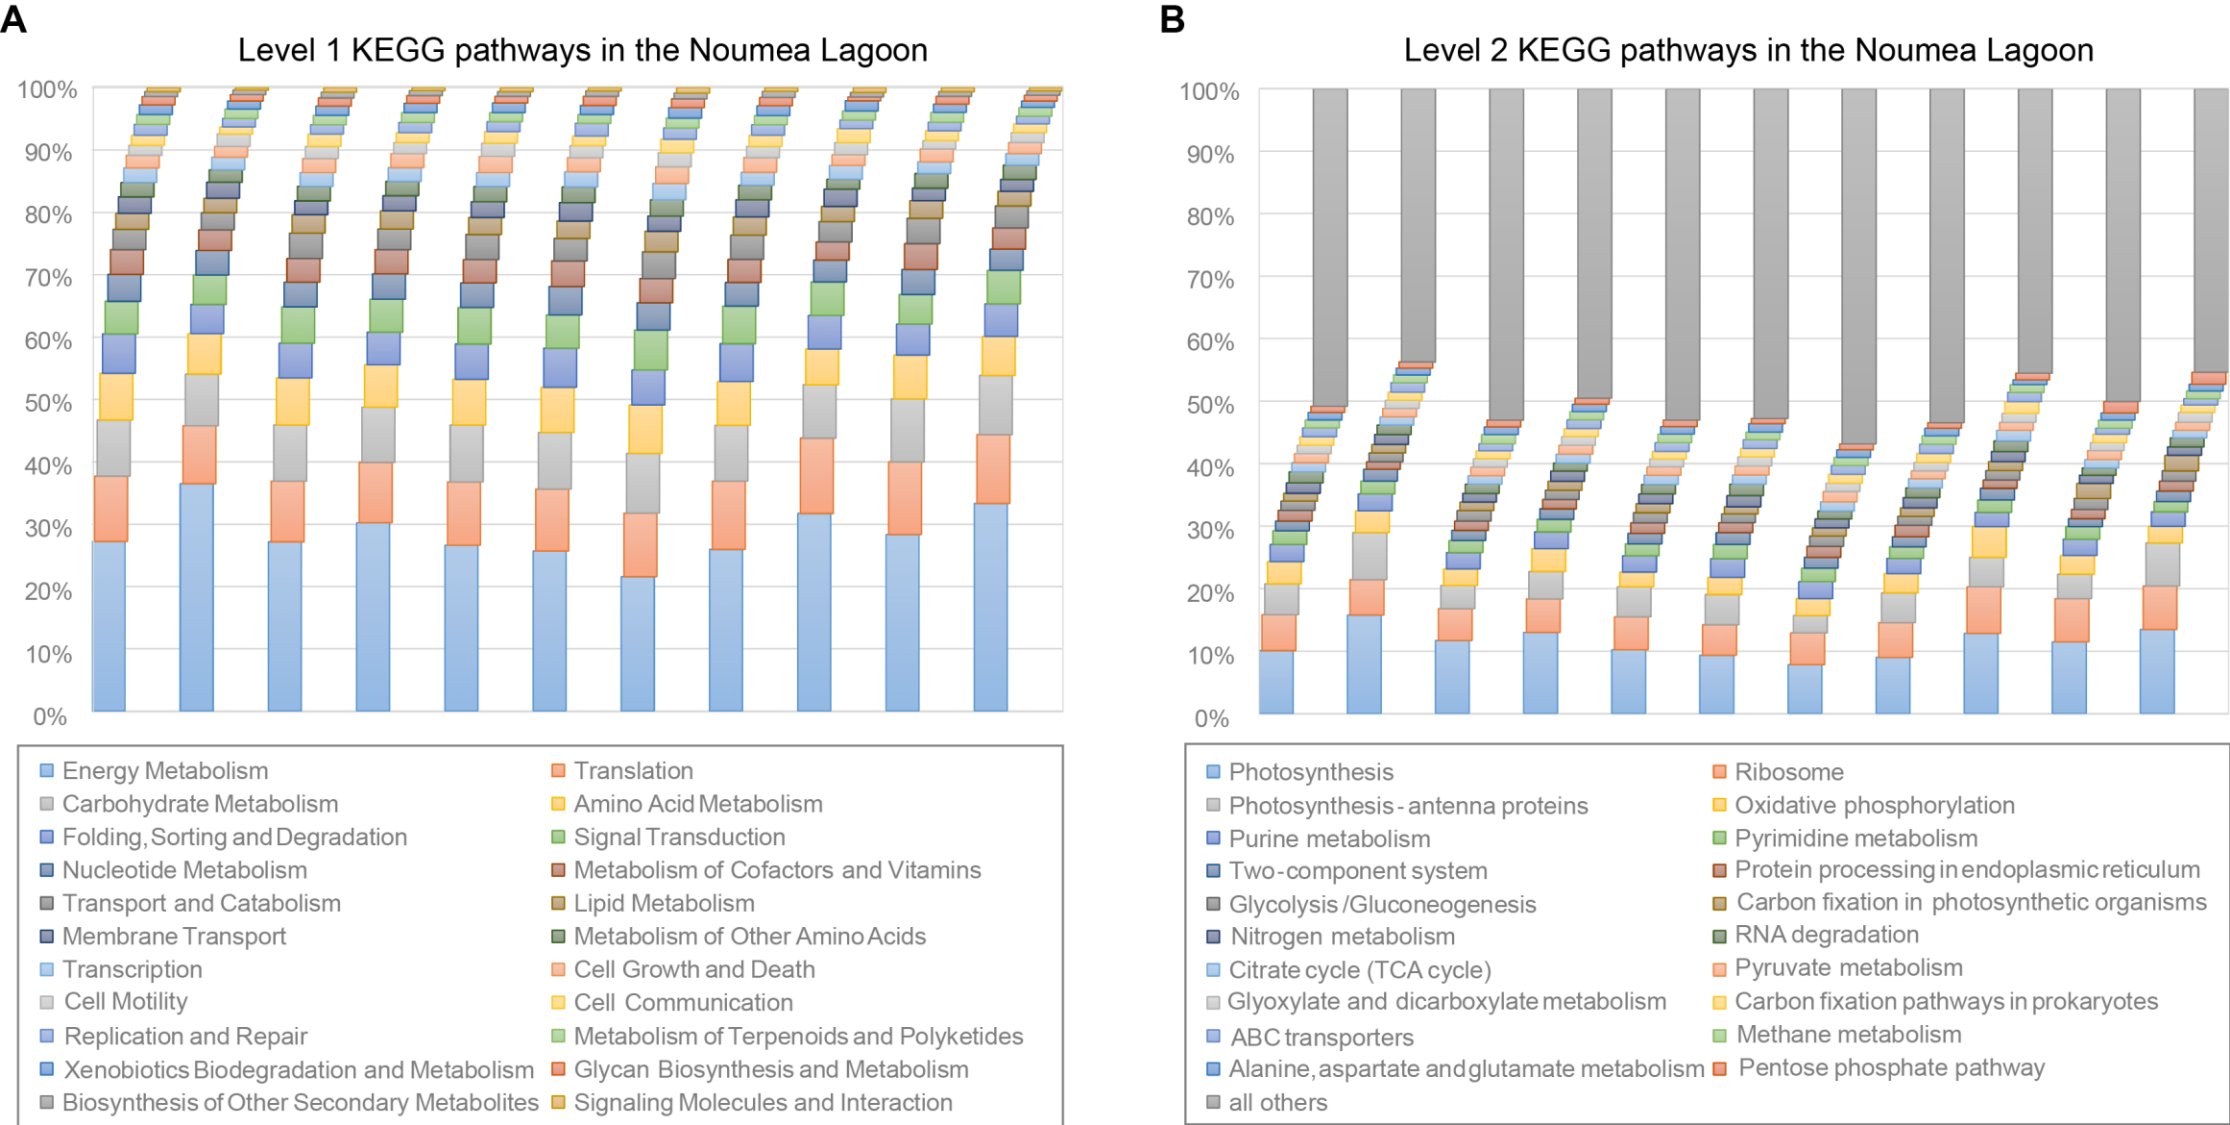 A
Level 1 KEGG pathways in the Noumea Lagoon
100%
90%
80%
70%
60%
50%
40%
30%
20%
10%
0%
Energy Metabolism
Translation
Carbohydrate Metabolism
Amino Acid Metabolism
Folding, Sorting and Degradation
Signal Transduction
Nucleotide Metabolism
Metabolism of Cofactors and Vitamins
Transport and Catabolism
Lipid Metabolism
Membrane Transport
Metabolism of Other Amino Acids
Transcription
Cell Growth and Death
Cell Motility
Cell Communication
Replication and Repair
Metabolism of Terpenoids and Polyketides
Xenobiotics Biodegradation and Metabolism
Glycan Biosynthesis and Metabolism
Biosynthesis of Other Secondary Metabolites
Signaling Molecules and Interaction
B
Level 2 KEGG pathways in the Noumea Lagoon
100%
90%
80%
70%
60%
50%
40%
30%
20%
10%
0%
Photosynthesis
Ribosome
Photosynthesis - antenna proteins
Oxidative phosphorylation
Purine metabolism
Pyrimidine metabolism
Two-component system
Protein processing in endoplasmic reticulum
Glycolysis / Gluconeogenesis
Carbon fixation in photosynthetic organisms
Nitrogen metabolism
RNA degradation
Citrate cycle (TCA cycle)
Pyruvate metabolism
Glyoxylate and dicarboxylate metabolism
Carbon fixation pathways in prokaryotes
ABC transporters
Methane metabolism
Alanine, aspartate and glutamate metabolism
Pentose phosphate pathway
all others